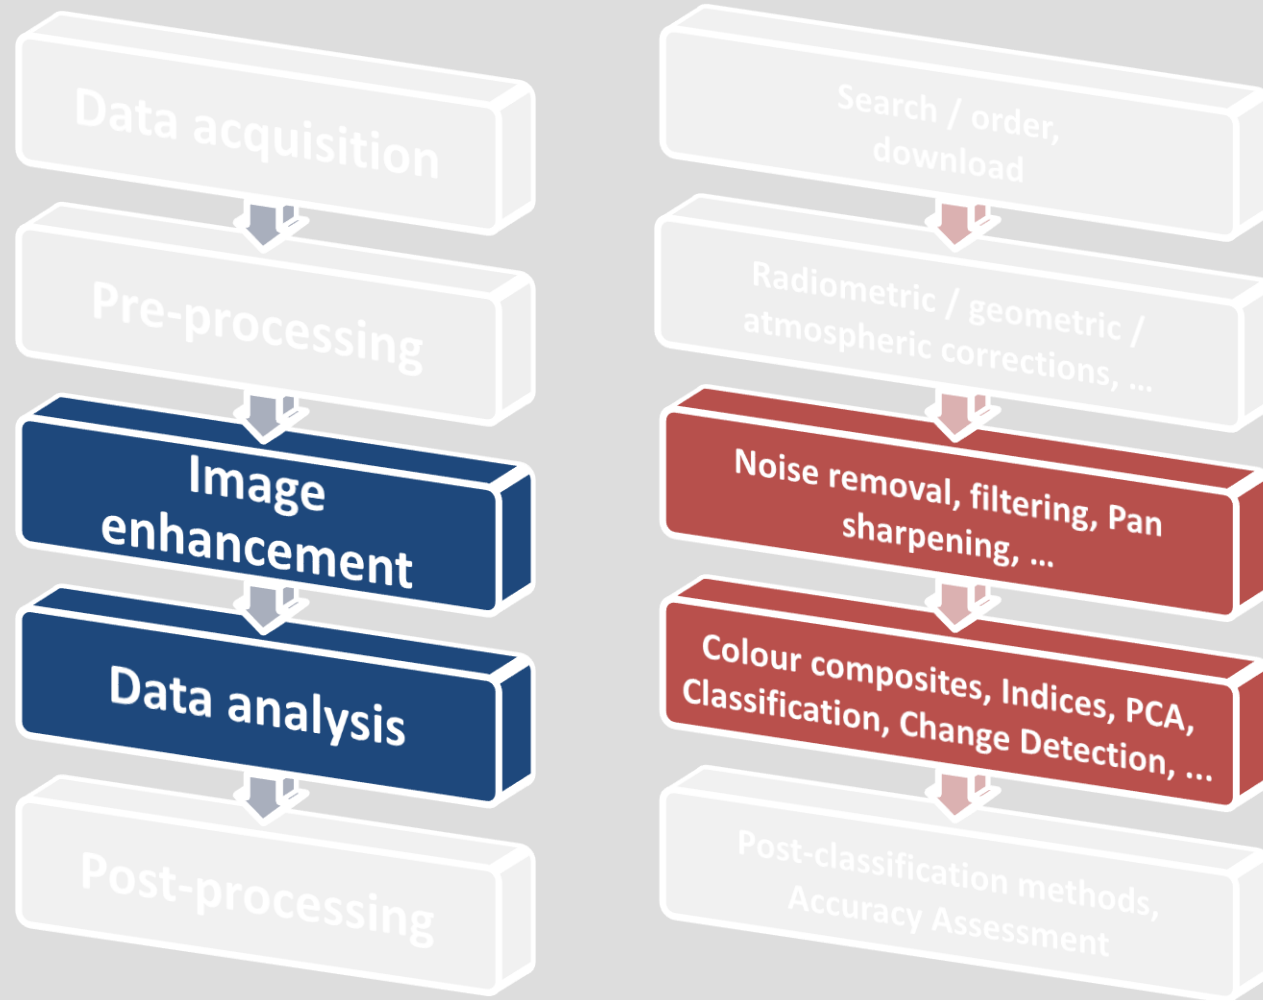 Data acquisition
Search / order,
download
Pre-processing
Radiometric / geometric /
atmospheric corrections, ...
Image
enhancement
Noise removal, filtering, Pan
sharpening, ...
Data analysis
Colour composites, Indices, PCA,
Classification, Change Detection, ...
Post-processing
Post-classification methods,
Accuracy Assessment